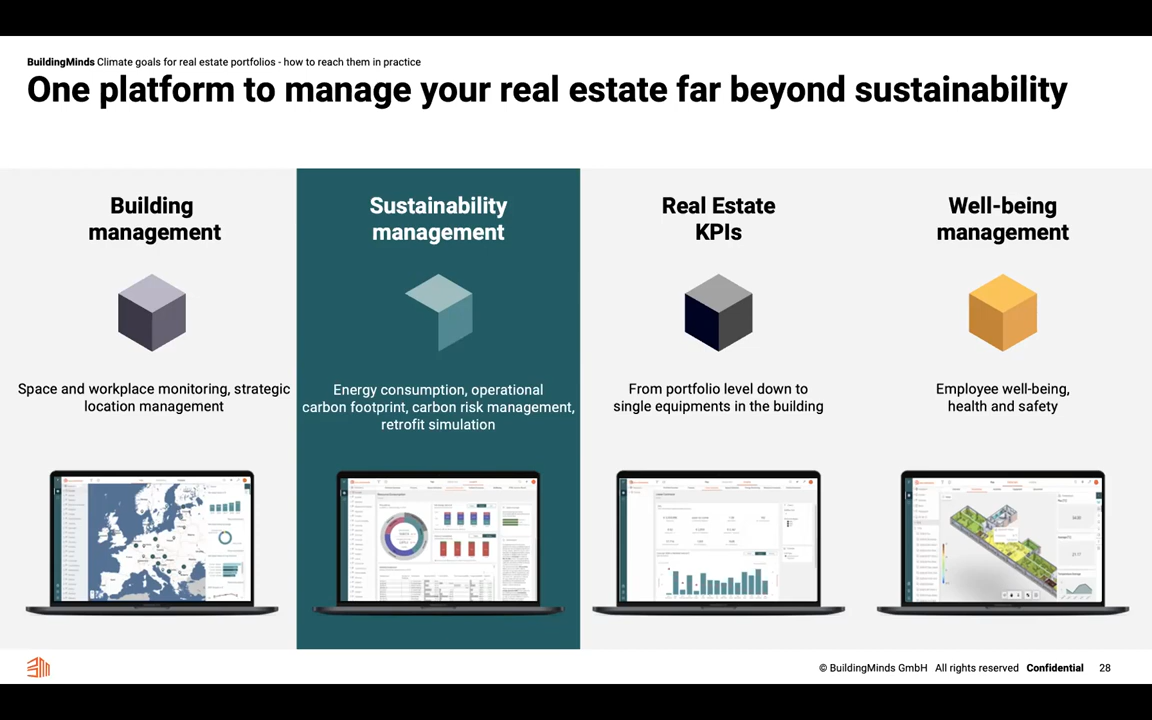 BuildingMinds Climate goals for real estate portfolios - how to reach them in practice
One platform to manage your real estate far beyond sustainability
Building
management
Space and workplace monitoring, strategic
location management
Sustainability
management
Energy consumption, operational
carbon footprint, carbon risk management,
retrofit simulation
Real Estate
KPIs
From portfolio level down to
single equipments in the building
Well-being
management
Employee well-being,
health and safety
© BuildingMinds GmbH All rights reserved Confidential 28